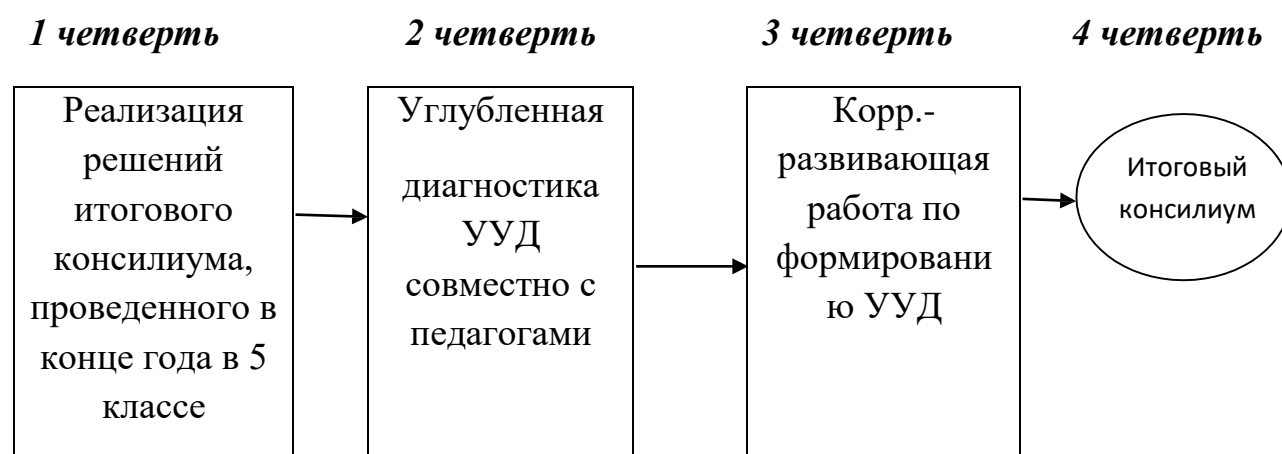 1 четверть
2 четверть
3 четверть
4 четверть
Реализация
решений
итогового
консилиума,
проведенного в
конце года в 5
классе
Углубленная
диагностика
УУД
совместно с
педагогами
Корр.-
развивающая
работа по
формировани
ю УУД
Итоговый
консилиум